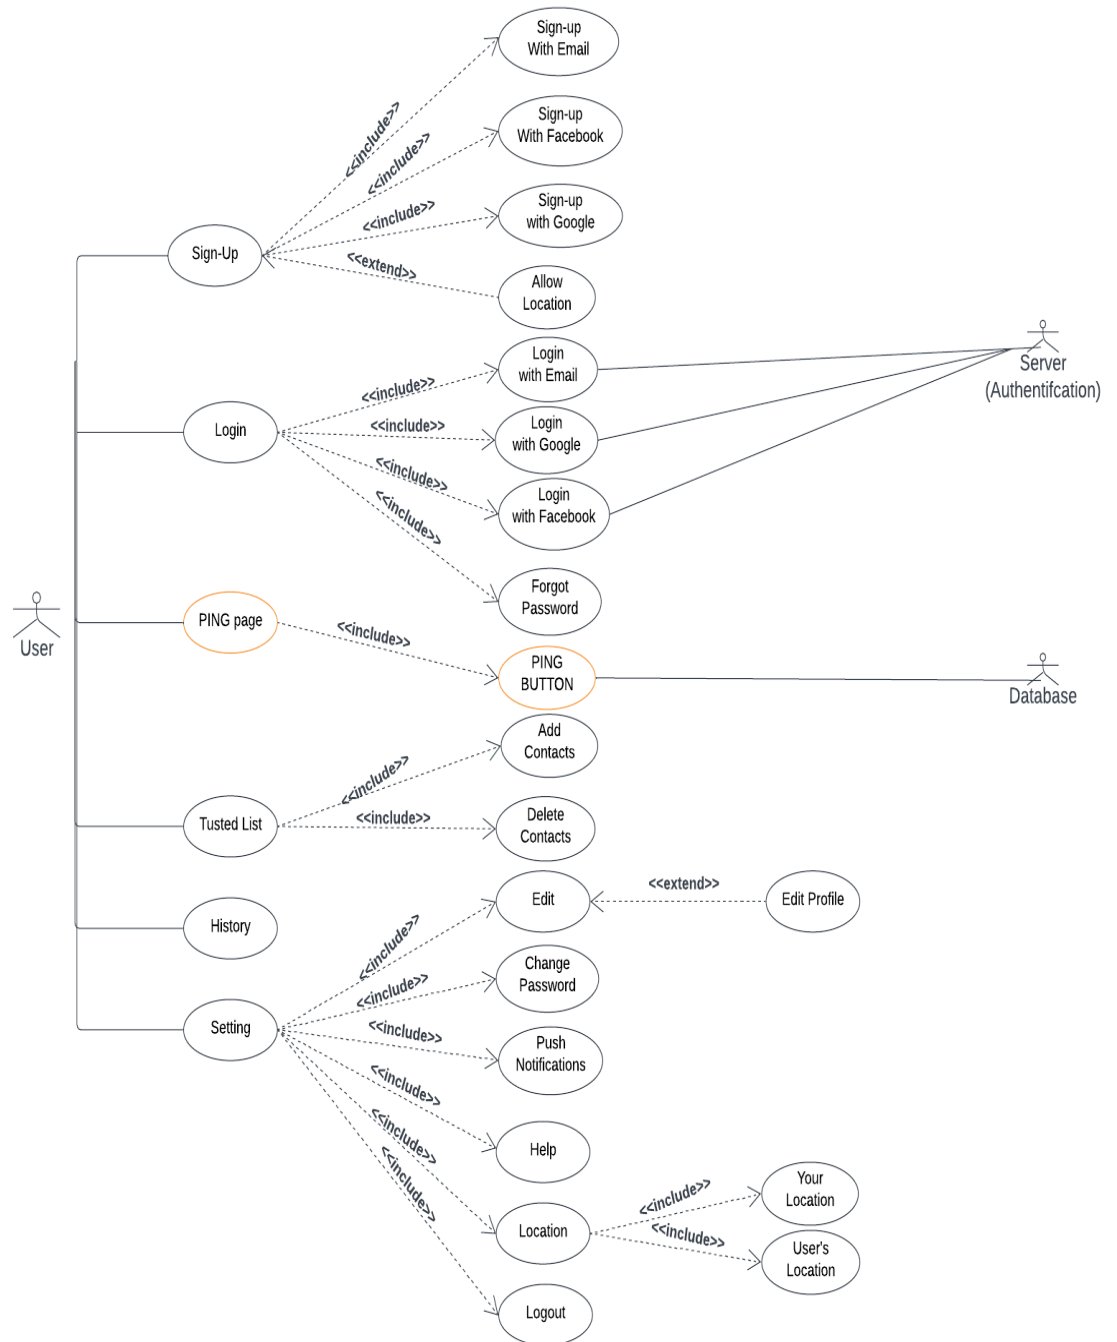 Sign-up
With Email
<<include>>
Sign-up
With Facebook
<<include>>
Sign-up
with Google
<<include>>
Sign-Up
<<extend>>
Allow
Location
Server
(Authentifcation)
Login
with Email
<<include>>
Login
<<include>>
Login
with Google
<<include>>
Login
with Facebook
<<include>>
Forgot
Password
User
PING page
<<include>>
PING
BUTTON
Database
Add
Contacts
<<include>>
Tusted List
<<include>>
Delete
Contacts
Edit
<<extend>>
Edit Profile
History
<<include>>
Change
Password
<<include>>
Setting
<<include>>
Push
Notifications
<<include>>
Help
<<include>>
<<include>>
Location
<<include>>
Your
Location
<<include>>
User's
Location
Logout